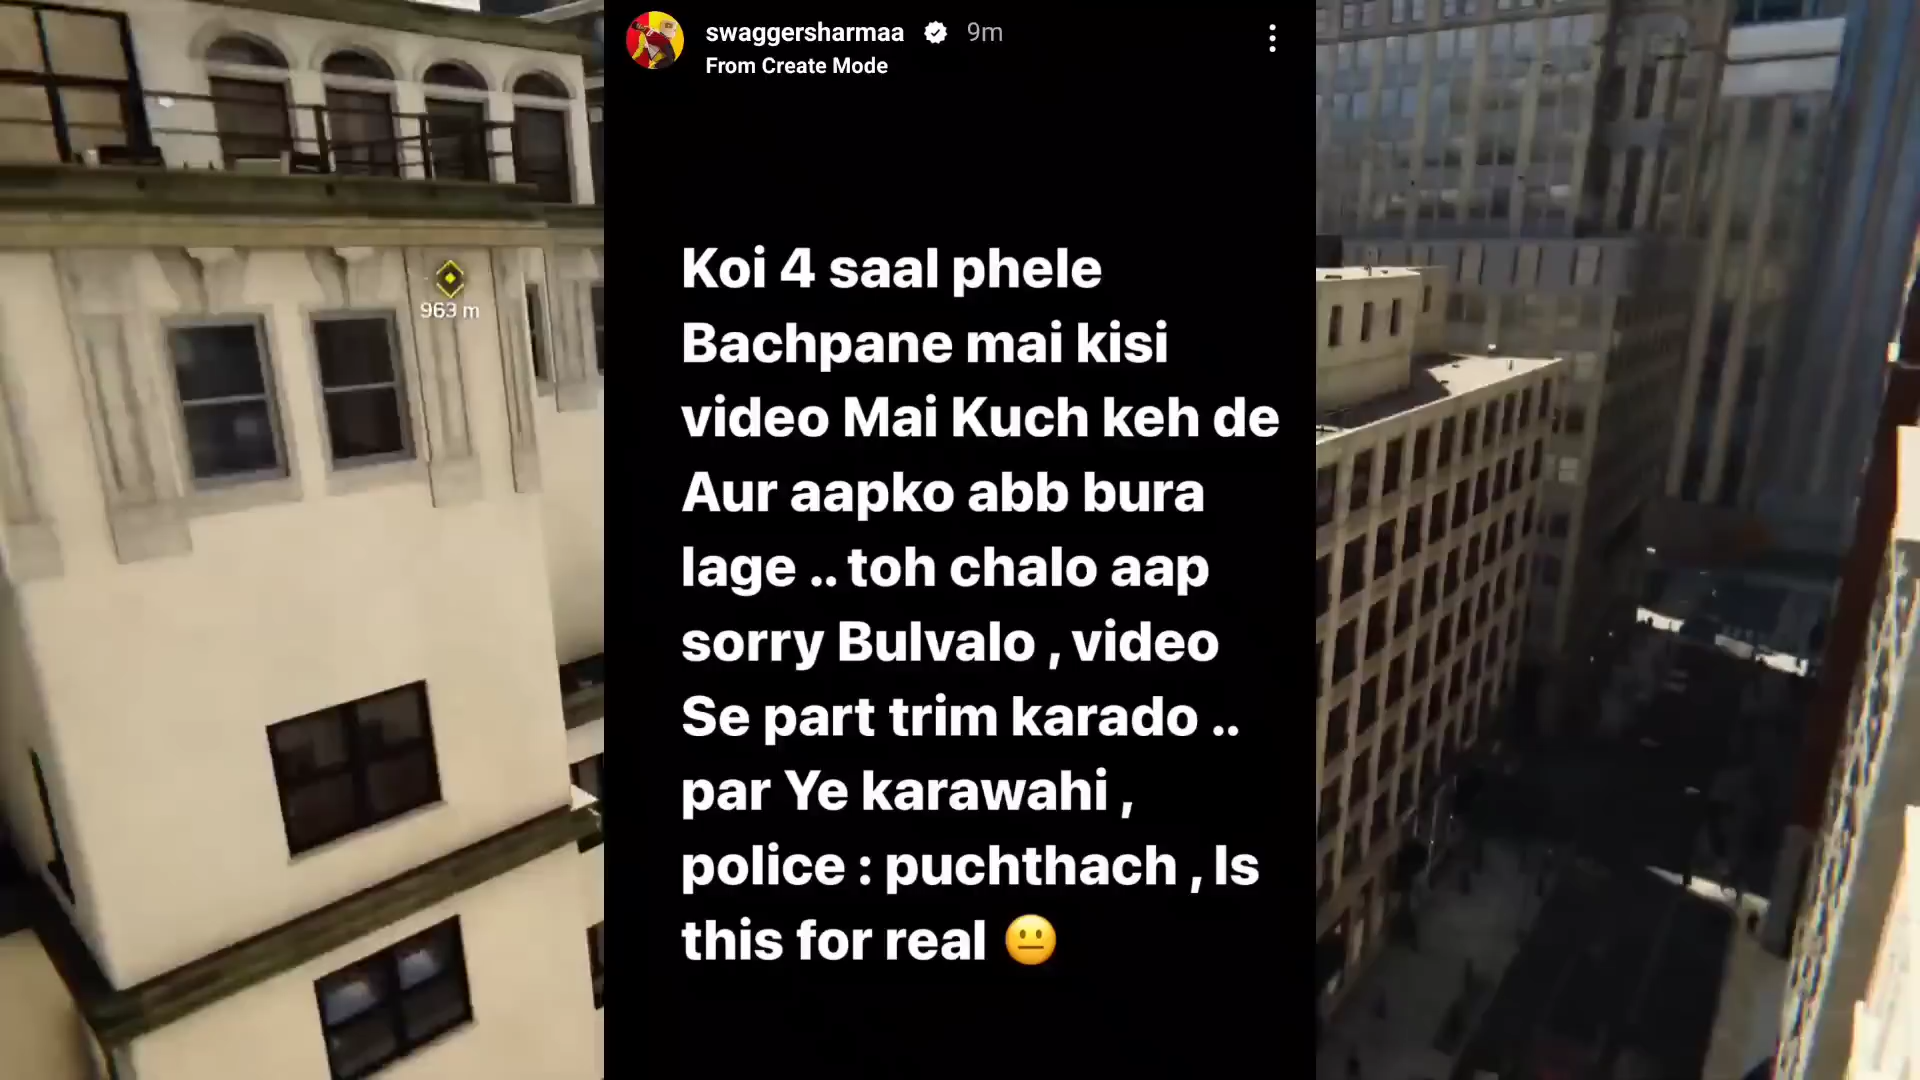 swaggersharmaa 9m
From Create Mode
963 m
Koi 4 saal phele
Bachpane mai kisi
video Mai Kuch keh de
Aur aapko abb bura
lage .. toh chalo aap
sorry Bulvalo , video
Se part trim karado ..
par Ye karawahi ,
police : puchthach , Is
this for real 😐